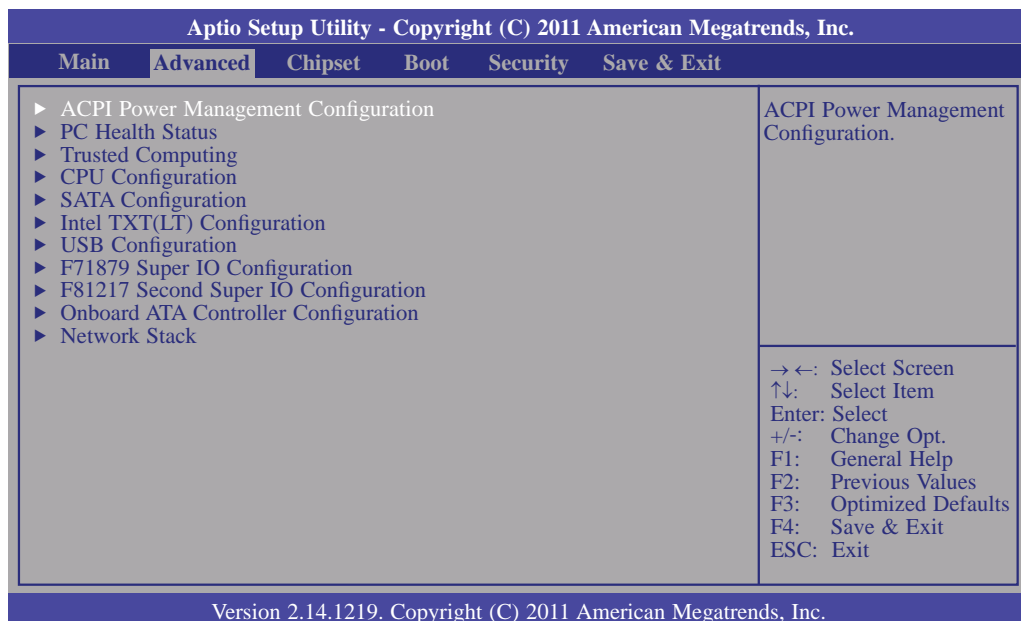 Aptio Setup Utility - Copyright (C) 2011 American Megatrends, Inc.
Main Advanced Chipset Boot Security Save & Exit
► ACPI Power Management Configuration
► PC Health Status
► Trusted Computing
► CPU Configuration
► SATA Configuration
► Intel TXT(LT) Configuration
► USB Configuration
► F71879 Super IO Configuration
► F81217 Second Super IO Configuration
► Onboard ATA Controller Configuration
► Network Stack
ACPI Power Management
Configuration.
→←: Select Screen
↑↓: Select Item
Enter: Select
+/-: Change Opt.
F1: General Help
F2: Previous Values
F3: Optimized Defaults
F4: Save & Exit
ESC: Exit
Version 2.14.1219. Copyright (C) 2011 American Megatrends, Inc.